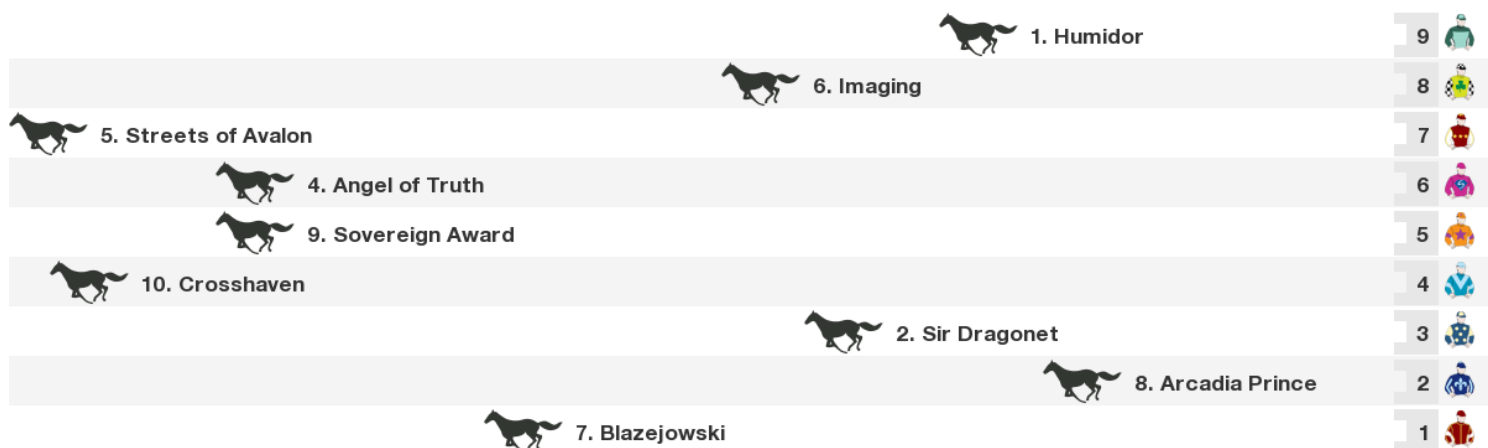 1. Humidor 9
6. Imaging 8
5. Streets of Avalon 7
4. Angel of Truth 6
9. Sovereign Award 5
10. Crosshaven 4
2. Sir Dragonet 3
8. Arcadia Prince 2
7. Blazejowski 1